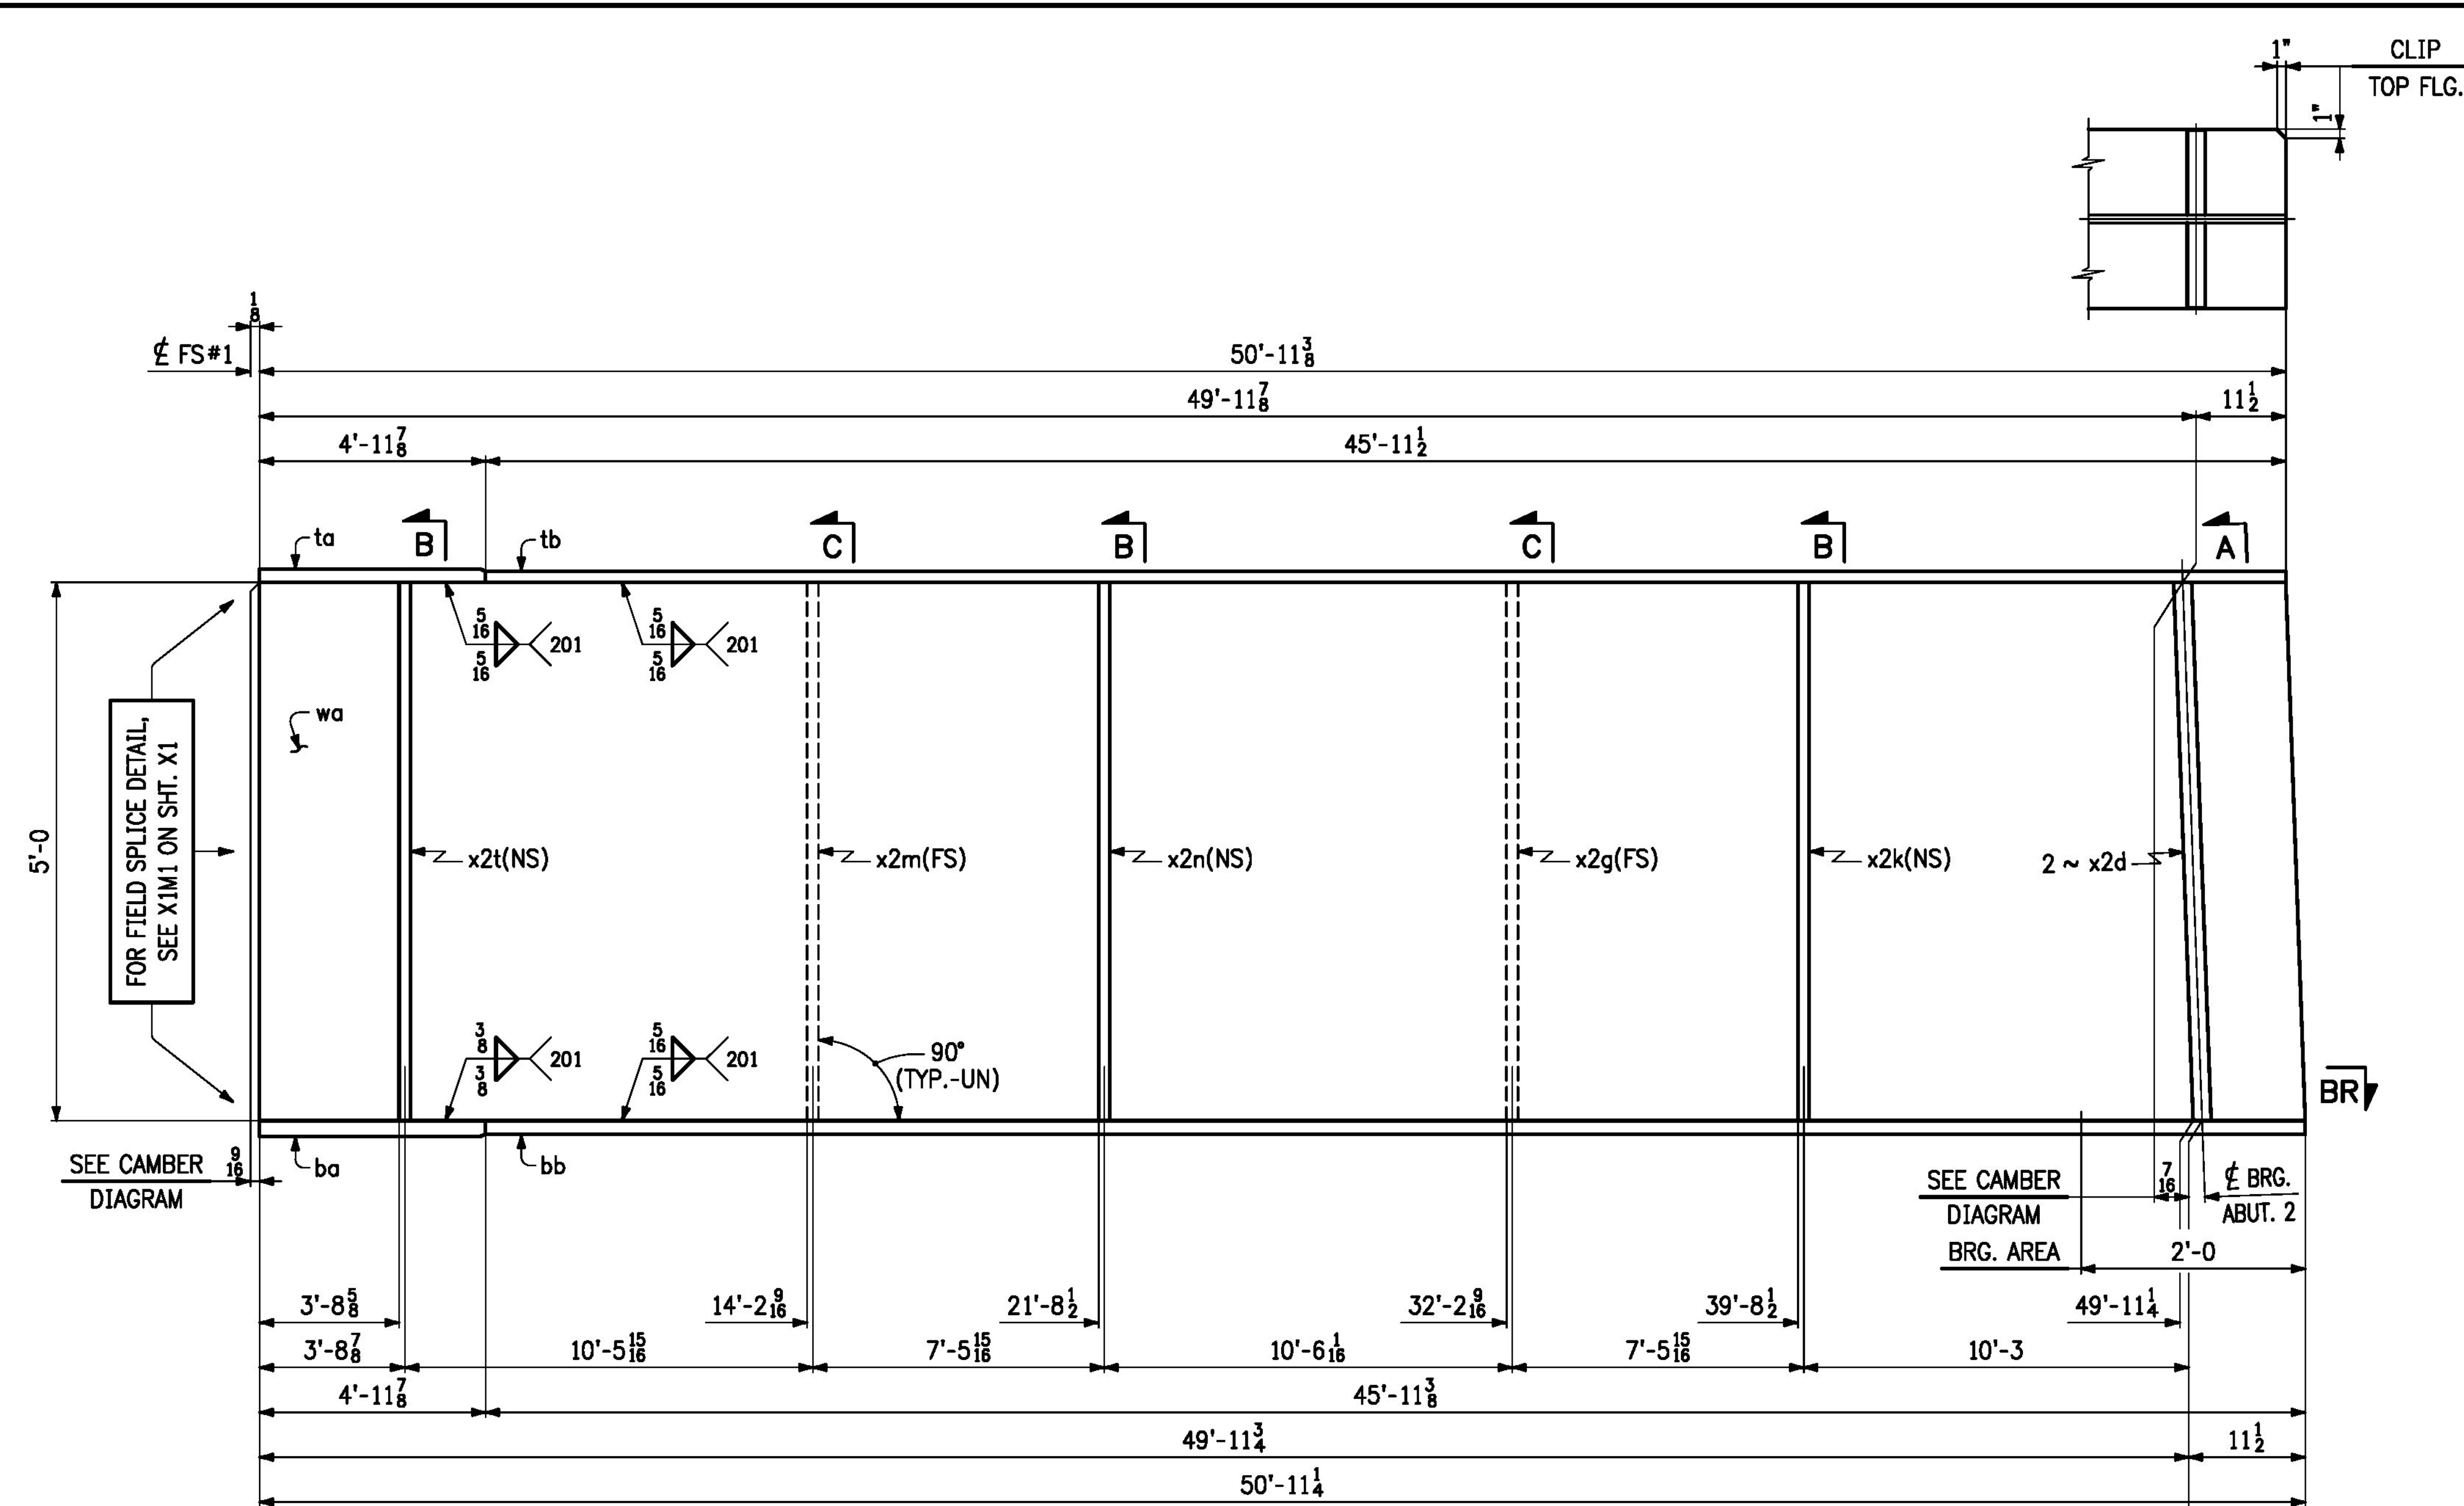 1"
CLIP
TOP FLG.
1"
1/8
℄ FS#1
50'-11 3/8
49'-11 7/8
11 1/2
4'-11 7/8
45'-11 1/2
ta
B
tb
C
B
C
B
A
5/16
5/16
201
5/16
5/16
201
wa
FOR FIELD SPLICE DETAIL,
SEE X1M1 ON SHT. X1
5'-0
x2t(NS)
x2m(FS)
x2n(NS)
x2g(FS)
x2k(NS)
2 ~ x2d
3/8
3/8
201
5/16
5/16
201
90°
(TYP.-UN)
BR
SEE CAMBER
DIAGRAM
9/16
ba
bb
SEE CAMBER
DIAGRAM
7/16
℄ BRG.
ABUT. 2
BRG. AREA
2'-0
3'-8 5/8
14'-2 9/16
21'-8 1/2
32'-2 9/16
39'-8 1/2
49'-11 1/4
3'-8 7/8
10'-5 15/16
7'-5 15/16
10'-6 1/16
7'-5 15/16
10'-3
4'-11 7/8
45'-11 3/8
49'-11 3/4
11 1/2
50'-11 1/4